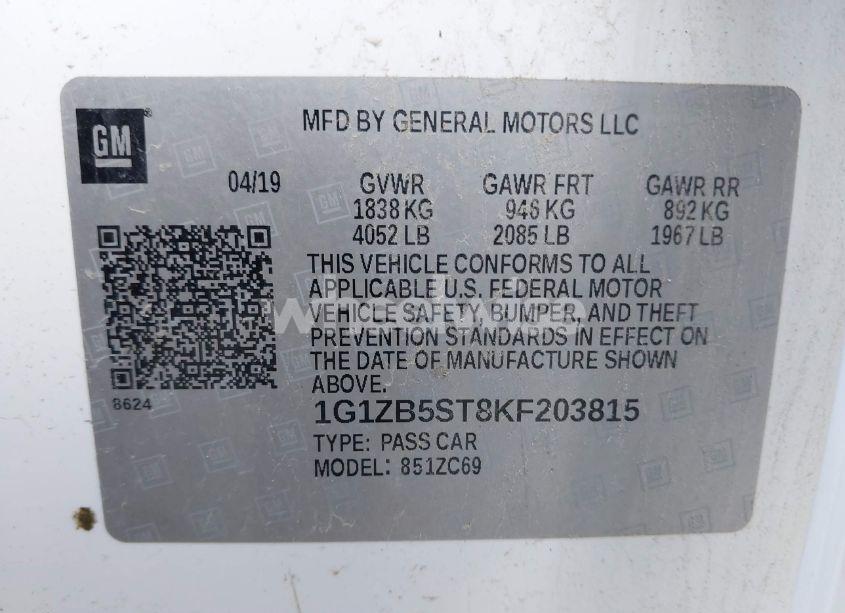 GM
MFD BY GENERAL MOTORS LLC
04/19 GVWR GAWR FRT GAWR RR
1838 KG 946 KG 892 KG
4052 LB 2085 LB 1967 LB
THIS VEHICLE CONFORMS TO ALL
APPLICABLE U.S. FEDERAL MOTOR
VEHICLE SAFETY, BUMPER, AND THEFT
PREVENTION STANDARDS IN EFFECT ON
THE DATE OF MANUFACTURE SHOWN
ABOVE.
8624
1G1ZB5ST8KF203815
TYPE: PASS CAR
MODEL: 851ZC69